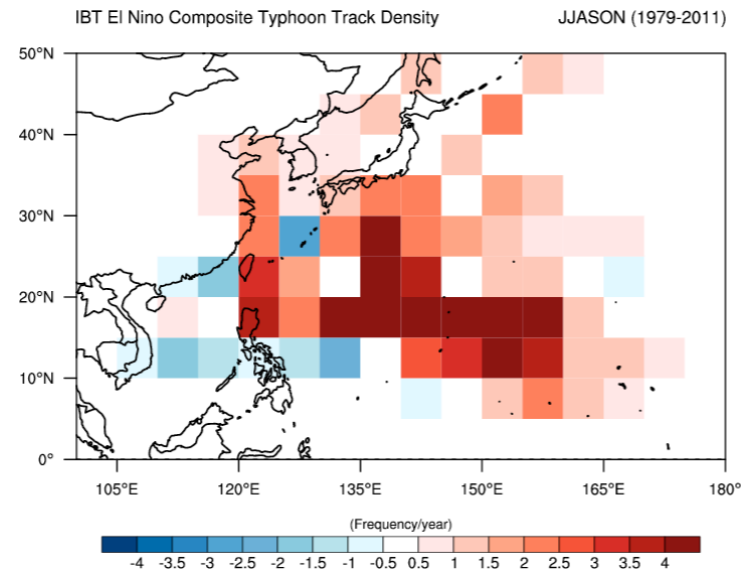 IBT El Nino Composite Typhoon Track Density JJASON (1979-2011)
50°N
40°N
30°N
20°N
10°N
0°
105°E 120°E 135°E 150°E 165°E 180°
(Frequency/year)
-4 -3.5 -3 -2.5 -2 -1.5 -1 -0.5 0.5 1 1.5 2 2.5 3 3.5 4